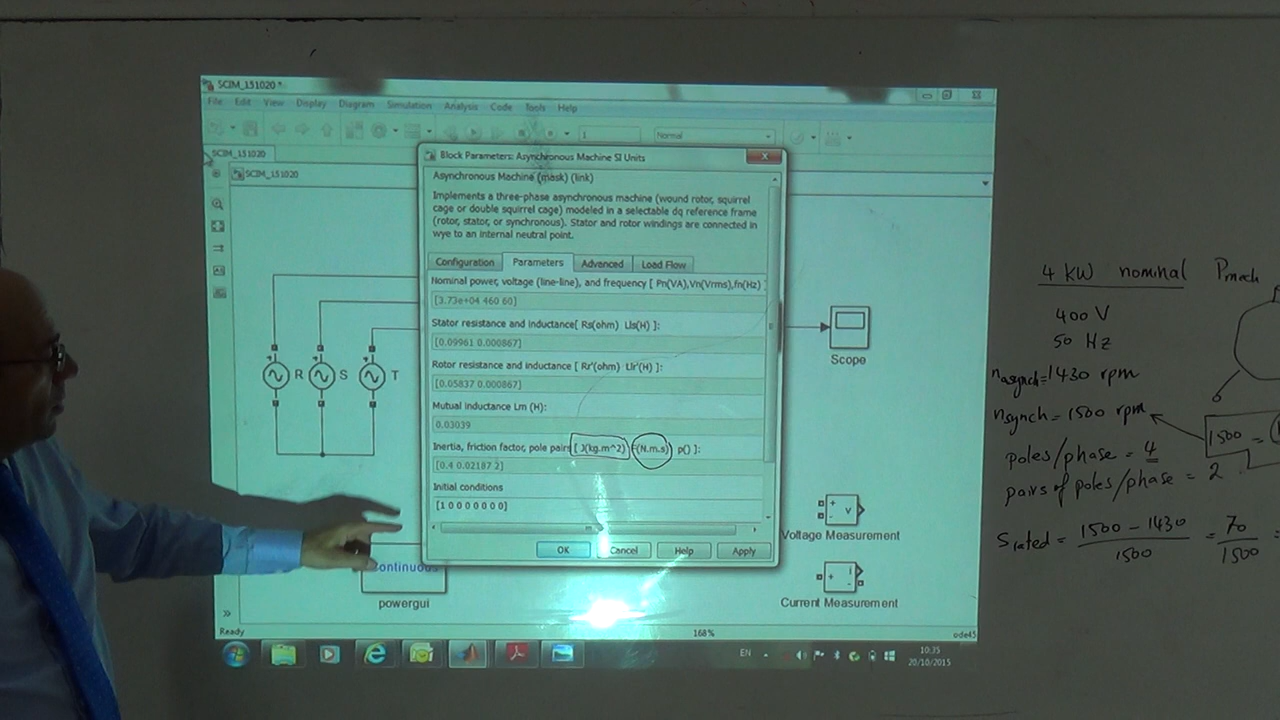 SCIM_151020 *
File Edit View Display Diagram Simulation Analysis Code Tools Help
1
Normal
SCIM_151020
SCIM_151020
Block Parameters: Asynchronous Machine SI Units
Asynchronous Machine (mask) (link)
Implements a three-phase asynchronous machine (wound rotor, squirrel
cage or double squirrel cage) modeled in a selectable dq reference frame
(rotor, stator, or synchronous). Stator and rotor windings are connected in
wye to an internal neutral point.
Configuration Parameters Advanced Load Flow
Nominal power, voltage (line-line), and frequency [ Pn(VA),Vn(Vrms),fn(Hz)
[3.73e+04 460 60]
Stator resistance and inductance[ Rs(ohm) Lls(H) ]:
[0.09961 0.000867]
Rotor resistance and inductance [ Rr'(ohm) Llr'(H) ]:
[0.05837 0.000867]
Mutual inductance Lm (H):
0.03039
Inertia, friction factor, pole pairs [ J(kg.m^2) F(N.m.s) p() ]:
[0.4 0.02187 2]
Initial conditions
[1 0 0 0 0 0 0 0]
OK Cancel Help Apply
R S T
Scope
+ v
-
Voltage Measurement
+ i
-
Current Measurement
Continuous
powergui
Ready 168% ode45
EN
10:35
20/10/2015
4 KW nominal Pmech
400 V
50 Hz
nasynch=1430 rpm
nsynch = 1500 rpm
1500 =
poles/phase = 4
pairs of poles/phase = 2
Srated = 1500 - 1430 / 1500 = 70 / 1500 =